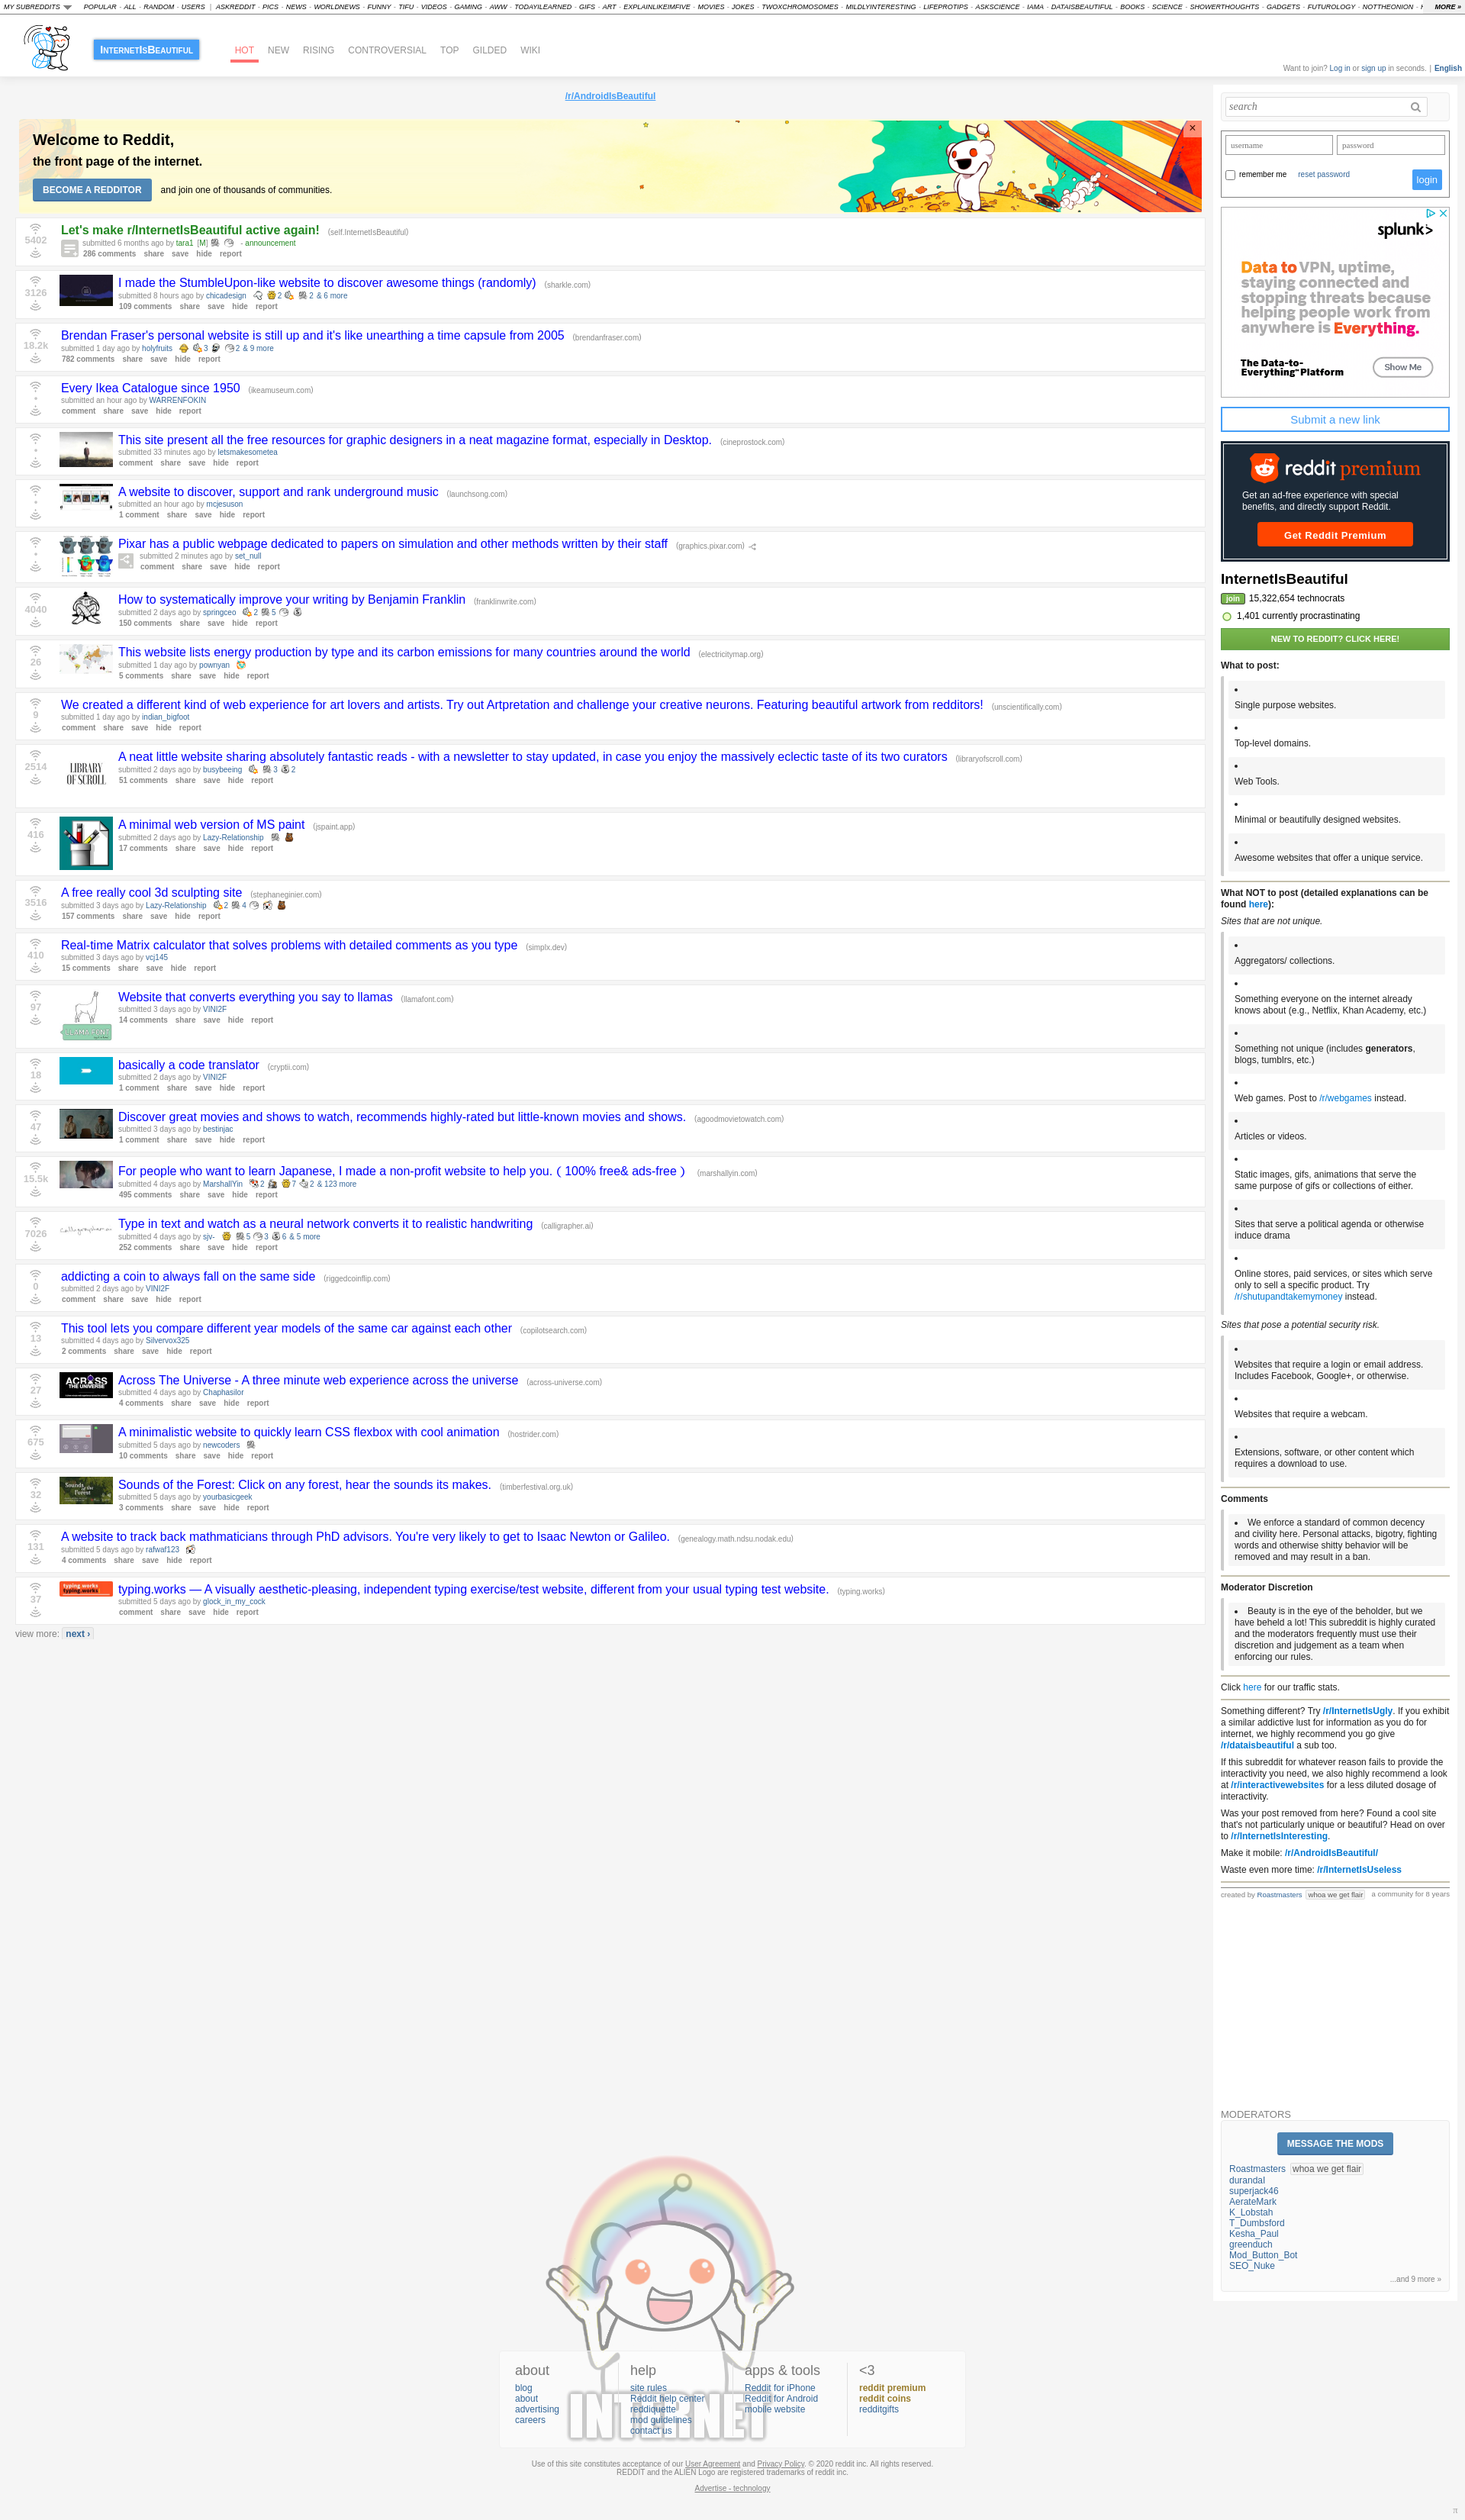 MY SUBREDDITS
POPULAR - ALL - RANDOM - USERS | ASKREDDIT - PICS - NEWS - WORLDNEWS - FUNNY - TIFU - VIDEOS - GAMING - AWW - TODAYILEARNED - GIFS - ART - EXPLAINLIKEIMFIVE - MOVIES - JOKES - TWOXCHROMOSOMES - MILDLYINTERESTING - LIFEPROTIPS - ASKSCIENCE - IAMA - DATAISBEAUTIFUL - BOOKS - SCIENCE - SHOWERTHOUGHTS - GADGETS - FUTUROLOGY - NOTTHEONION
MORE »
InternetIsBeautiful
HOT NEW RISING CONTROVERSIAL TOP GILDED WIKI
Want to join? Log in or sign up in seconds. | English
/r/AndroidIsBeautiful
Welcome to Reddit,
the front page of the internet.
BECOME A REDDITOR and join one of thousands of communities.
5402
Let's make r/InternetIsBeautiful active again! (self.InternetIsBeautiful)
submitted 6 months ago by tara1 [M] - announcement
286 comments share save hide report
3126
I made the StumbleUpon-like website to discover awesome things (randomly) (sharkle.com)
submitted 8 hours ago by chicadesign 2 2 & 6 more
109 comments share save hide report
18.2k
Brendan Fraser's personal website is still up and it's like unearthing a time capsule from 2005 (brendanfraser.com)
submitted 1 day ago by holyfruits 3 2 & 9 more
782 comments share save hide report
•
Every Ikea Catalogue since 1950 (ikeamuseum.com)
submitted an hour ago by WARRENFOKIN
comment share save hide report
•
This site present all the free resources for graphic designers in a neat magazine format, especially in Desktop. (cineprostock.com)
submitted 33 minutes ago by letsmakesometea
comment share save hide report
•
A website to discover, support and rank underground music (launchsong.com)
submitted an hour ago by mcjesuson
1 comment share save hide report
•
Pixar has a public webpage dedicated to papers on simulation and other methods written by their staff (graphics.pixar.com)
submitted 2 minutes ago by set_null
comment share save hide report
4040
How to systematically improve your writing by Benjamin Franklin (franklinwrite.com)
submitted 2 days ago by springceo 2 5
150 comments share save hide report
26
This website lists energy production by type and its carbon emissions for many countries around the world (electricitymap.org)
submitted 1 day ago by pownyan
5 comments share save hide report
9
We created a different kind of web experience for art lovers and artists. Try out Artpretation and challenge your creative neurons. Featuring beautiful artwork from redditors! (unscientifically.com)
submitted 1 day ago by indian_bigfoot
comment share save hide report
2514
LIBRARY
OF SCROLL
A neat little website sharing absolutely fantastic reads - with a newsletter to stay updated, in case you enjoy the massively eclectic taste of its two curators (libraryofscroll.com)
submitted 2 days ago by busybeeing 3 2
51 comments share save hide report
416
A minimal web version of MS paint (jspaint.app)
submitted 2 days ago by Lazy-Relationship
17 comments share save hide report
3516
A free really cool 3d sculpting site (stephaneginier.com)
submitted 3 days ago by Lazy-Relationship 2 4
157 comments share save hide report
410
Real-time Matrix calculator that solves problems with detailed comments as you type (simplx.dev)
submitted 3 days ago by vcj145
15 comments share save hide report
97
LLAMA FONT
Website that converts everything you say to llamas (llamafont.com)
submitted 3 days ago by VINI2F
14 comments share save hide report
18
basically a code translator (cryptii.com)
submitted 2 days ago by VINI2F
1 comment share save hide report
47
Discover great movies and shows to watch, recommends highly-rated but little-known movies and shows. (agoodmovietowatch.com)
submitted 3 days ago by bestinjac
1 comment share save hide report
15.5k
For people who want to learn Japanese, I made a non-profit website to help you.（100% free& ads-free） (marshallyin.com)
submitted 4 days ago by MarshallYin 2 7 2 & 123 more
495 comments share save hide report
7026
Calligrapher.ai
Type in text and watch as a neural network converts it to realistic handwriting (calligrapher.ai)
submitted 4 days ago by sjv- 5 3 6 & 5 more
252 comments share save hide report
0
addicting a coin to always fall on the same side (riggedcoinflip.com)
submitted 2 days ago by VINI2F
comment share save hide report
13
This tool lets you compare different year models of the same car against each other (copilotsearch.com)
submitted 4 days ago by Silvervox325
2 comments share save hide report
27
ACROSS
THE UNIVERSE
Across The Universe - A three minute web experience across the universe (across-universe.com)
submitted 4 days ago by Chaphasilor
4 comments share save hide report
675
A minimalistic website to quickly learn CSS flexbox with cool animation (hostrider.com)
submitted 5 days ago by newcoders
10 comments share save hide report
32
Sounds of the Forest
Sounds of the Forest: Click on any forest, hear the sounds its makes. (timberfestival.org.uk)
submitted 5 days ago by yourbasicgeek
3 comments share save hide report
131
A website to track back mathmaticians through PhD advisors. You're very likely to get to Isaac Newton or Galileo. (genealogy.math.ndsu.nodak.edu)
submitted 5 days ago by rafwaf123
4 comments share save hide report
37
typing.works
typing.works
typing.works — A visually aesthetic-pleasing, independent typing exercise/test website, different from your usual typing test website. (typing.works)
submitted 5 days ago by glock_in_my_cock
comment share save hide report
view more: next ›
search
username password
remember me reset password login
splunk>
Data to VPN, uptime,
staying connected and
stopping threats because
helping people work from
anywhere is Everything.
The Data-to-
Everything™ Platform
Show Me
Submit a new link
reddit premium
Get an ad-free experience with special
benefits, and directly support Reddit.
Get Reddit Premium
InternetIsBeautiful
join 15,322,654 technocrats
1,401 currently procrastinating
NEW TO REDDIT? CLICK HERE!
What to post:
•
Single purpose websites.
•
Top-level domains.
•
Web Tools.
•
Minimal or beautifully designed websites.
•
Awesome websites that offer a unique service.
What NOT to post (detailed explanations can be
found here):
Sites that are not unique.
•
Aggregators/ collections.
•
Something everyone on the internet already
knows about (e.g., Netflix, Khan Academy, etc.)
•
Something not unique (includes generators,
blogs, tumblrs, etc.)
•
Web games. Post to /r/webgames instead.
•
Articles or videos.
•
Static images, gifs, animations that serve the
same purpose of gifs or collections of either.
•
Sites that serve a political agenda or otherwise
induce drama
•
Online stores, paid services, or sites which serve
only to sell a specific product. Try
/r/shutupandtakemymoney instead.
Sites that pose a potential security risk.
•
Websites that require a login or email address.
Includes Facebook, Google+, or otherwise.
•
Websites that require a webcam.
•
Extensions, software, or other content which
requires a download to use.
Comments
• We enforce a standard of common decency
and civility here. Personal attacks, bigotry, fighting
words and otherwise shitty behavior will be
removed and may result in a ban.
Moderator Discretion
• Beauty is in the eye of the beholder, but we
have beheld a lot! This subreddit is highly curated
and the moderators frequently must use their
discretion and judgement as a team when
enforcing our rules.
Click here for our traffic stats.
Something different? Try /r/InternetIsUgly. If you exhibit
a similar addictive lust for information as you do for
internet, we highly recommend you go give
/r/dataisbeautiful a sub too.
If this subreddit for whatever reason fails to provide the
interactivity you need, we also highly recommend a look
at /r/interactivewebsites for a less diluted dosage of
interactivity.
Was your post removed from here? Found a cool site
that's not particularly unique or beautiful? Head on over
to /r/InternetIsInteresting.
Make it mobile: /r/AndroidIsBeautiful/
Waste even more time: /r/InternetIsUseless
created by Roastmasters whoa we get flair a community for 8 years
MODERATORS
MESSAGE THE MODS
Roastmasters whoa we get flair
durandal
superjack46
AerateMark
K_Lobstah
T_Dumbsford
Kesha_Paul
greenduch
Mod_Button_Bot
SEO_Nuke
...and 9 more »
INTERNET
about
blog
about
advertising
careers
help
site rules
Reddit help center
reddiquette
mod guidelines
contact us
apps & tools
Reddit for iPhone
Reddit for Android
mobile website
<3
reddit premium
reddit coins
redditgifts
Use of this site constitutes acceptance of our User Agreement and Privacy Policy. © 2020 reddit inc. All rights reserved.
REDDIT and the ALIEN Logo are registered trademarks of reddit inc.
Advertise - technology
π